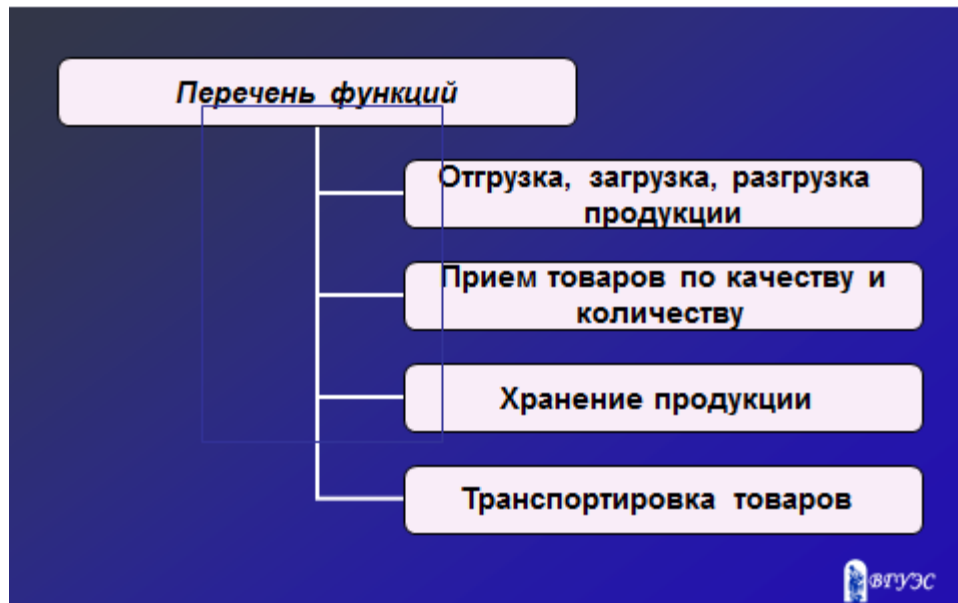 Перечень функций
Отгрузка, загрузка, разгрузка
продукции
Прием товаров по качеству и
количеству
Хранение продукции
Транспортировка товаров
ВГУЭС